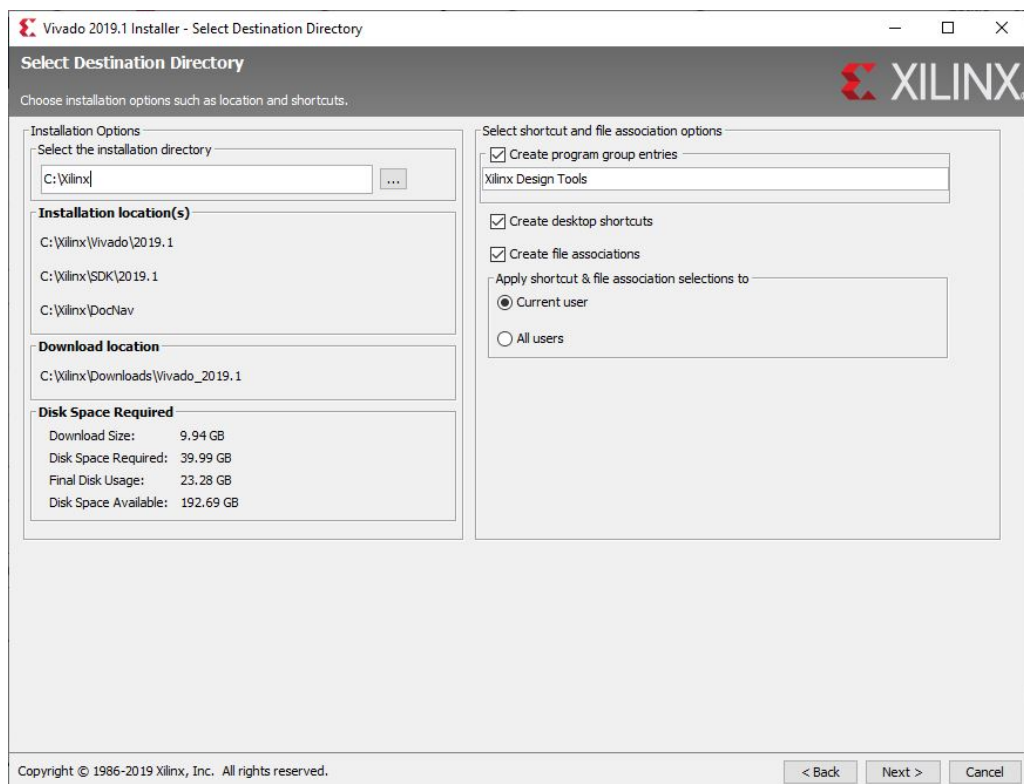 Vivado 2019.1 Installer - Select Destination Directory
Select Destination Directory
Choose installation options such as location and shortcuts.
XILINX
Installation Options
Select the installation directory
C:\Xilinx
...
Installation location(s)
C:\Xilinx\Vivado\2019.1
C:\Xilinx\SDK\2019.1
C:\Xilinx\DocNav
Download location
C:\Xilinx\Downloads\Vivado_2019.1
Disk Space Required
Download Size: 9.94 GB
Disk Space Required: 39.99 GB
Final Disk Usage: 23.28 GB
Disk Space Available: 192.69 GB
Select shortcut and file association options
Create program group entries
Xilinx Design Tools
Create desktop shortcuts
Create file associations
Apply shortcut & file association selections to
Current user
All users
Copyright © 1986-2019 Xilinx, Inc. All rights reserved.
< Back
Next >
Cancel